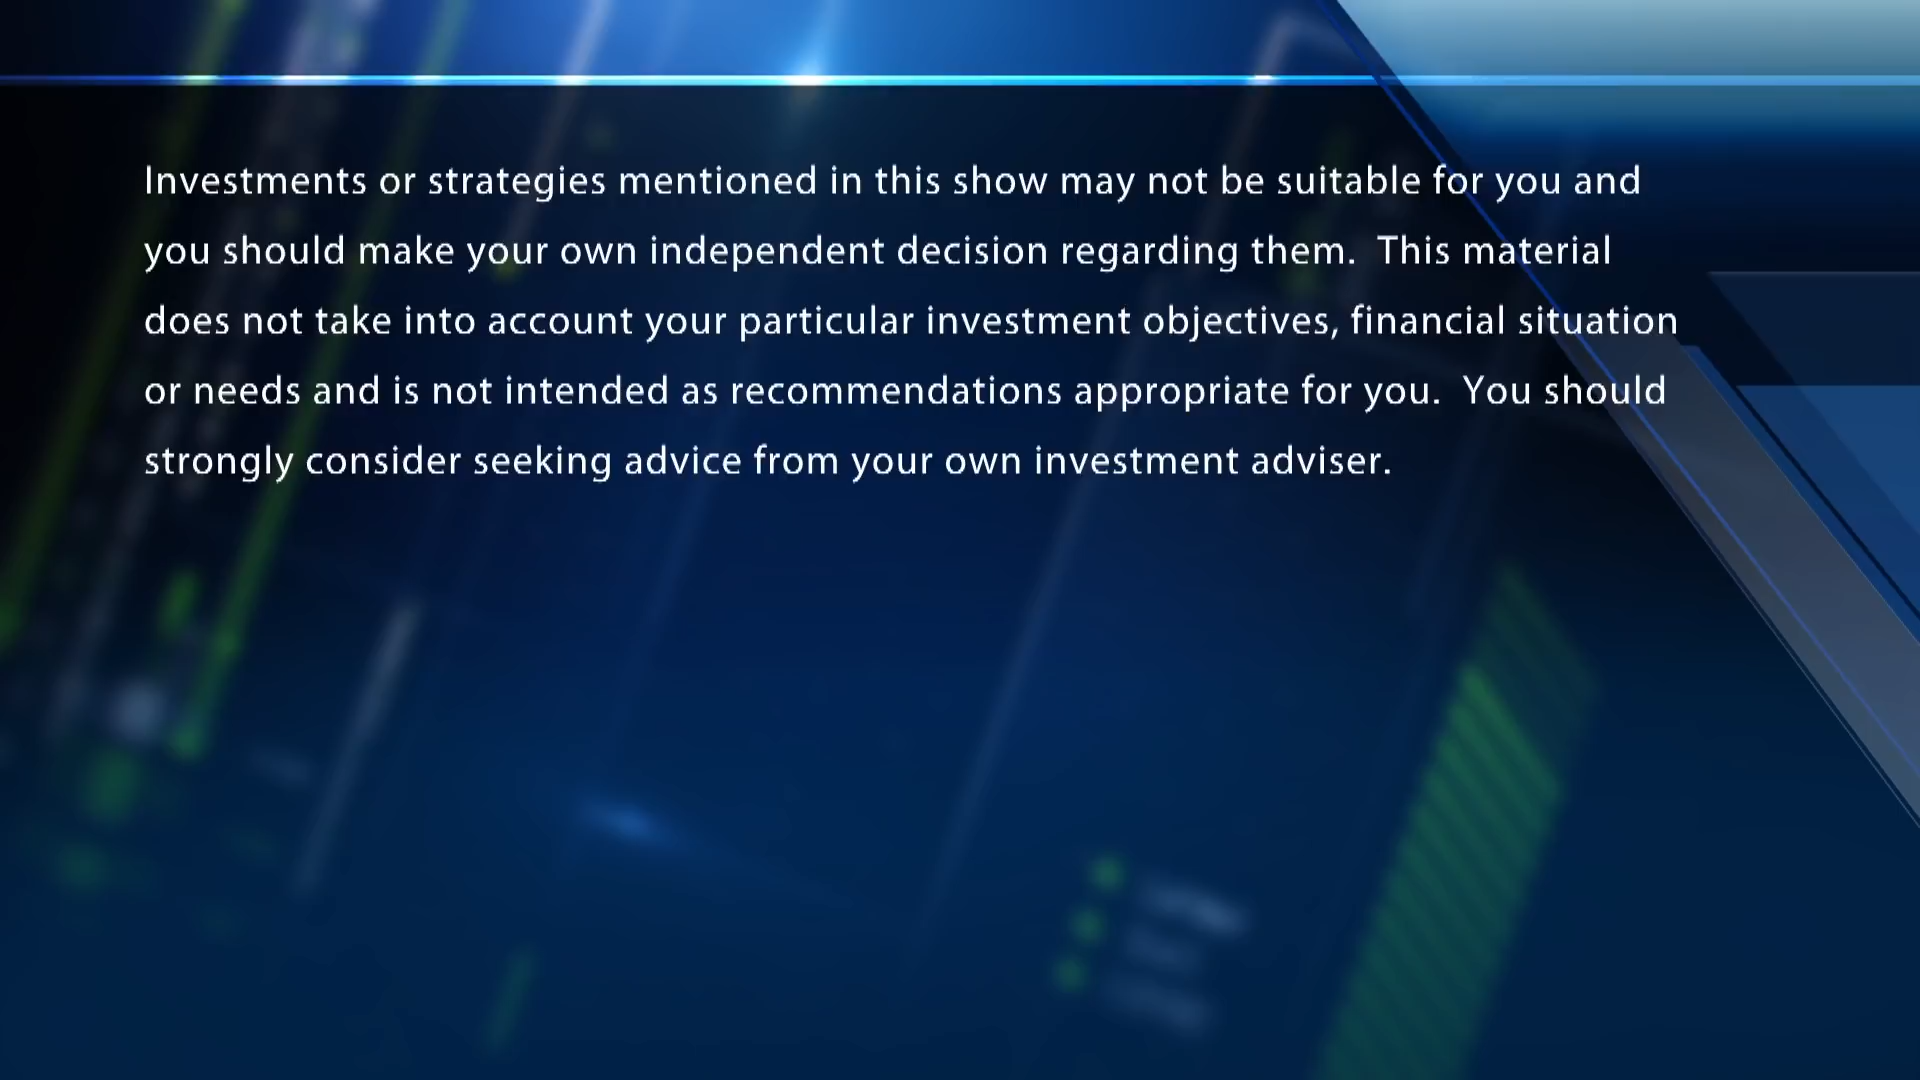 Investments or strategies mentioned in this show may not be suitable for you and
you should make your own independent decision regarding them.  This material
does not take into account your particular investment objectives, financial situation
or needs and is not intended as recommendations appropriate for you.  You should
strongly consider seeking advice from your own investment adviser.